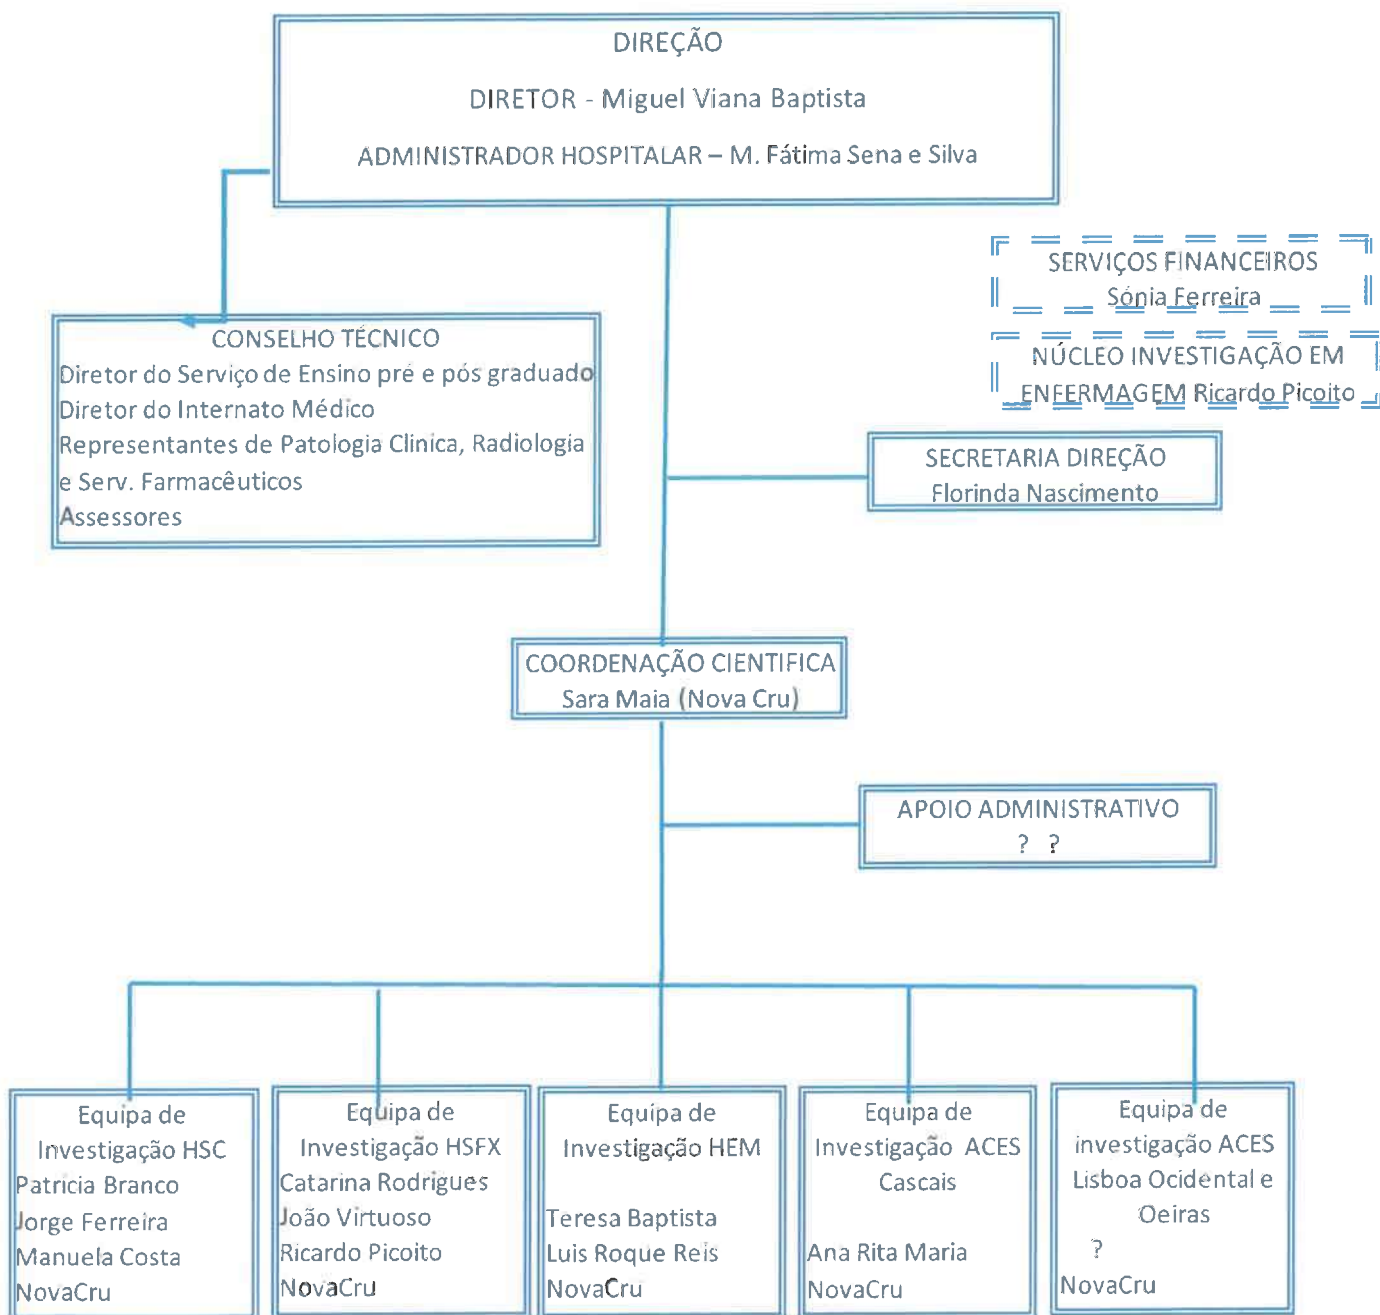 DIREÇÃO
DIRETOR - Miguel Viana Baptista
ADMINISTRADOR HOSPITALAR – M. Fátima Sena e Silva
SERVIÇOS FINANCEIROS
Sónia Ferreira
NÚCLEO INVESTIGAÇÃO EM
ENFERMAGEM Ricardo Picoito
CONSELHO TÉCNICO
Diretor do Serviço de Ensino pré e pós graduado
Diretor do Internato Médico
Representantes de Patologia Clinica, Radiologia
e Serv. Farmacêuticos
Assessores
SECRETARIA DIREÇÃO
Florinda Nascimento
COORDENAÇÃO CIENTIFICA
Sara Maia (Nova Cru)
APOIO ADMINISTRATIVO
? ?
Equipa de
Investigação HSC
Patricia Branco
Jorge Ferreira
Manuela Costa
NovaCru
Equipa de
Investigação HSFX
Catarina Rodrigues
João Virtuoso
Ricardo Picoito
NovaCru
Equipa de
Investigação HEM
Teresa Baptista
Luis Roque Reis
NovaCru
Equipa de
Investigação ACES
Cascais
Ana Rita Maria
NovaCru
Equipa de
investigação ACES
Lisboa Ocidental e
Oeiras
?
NovaCru